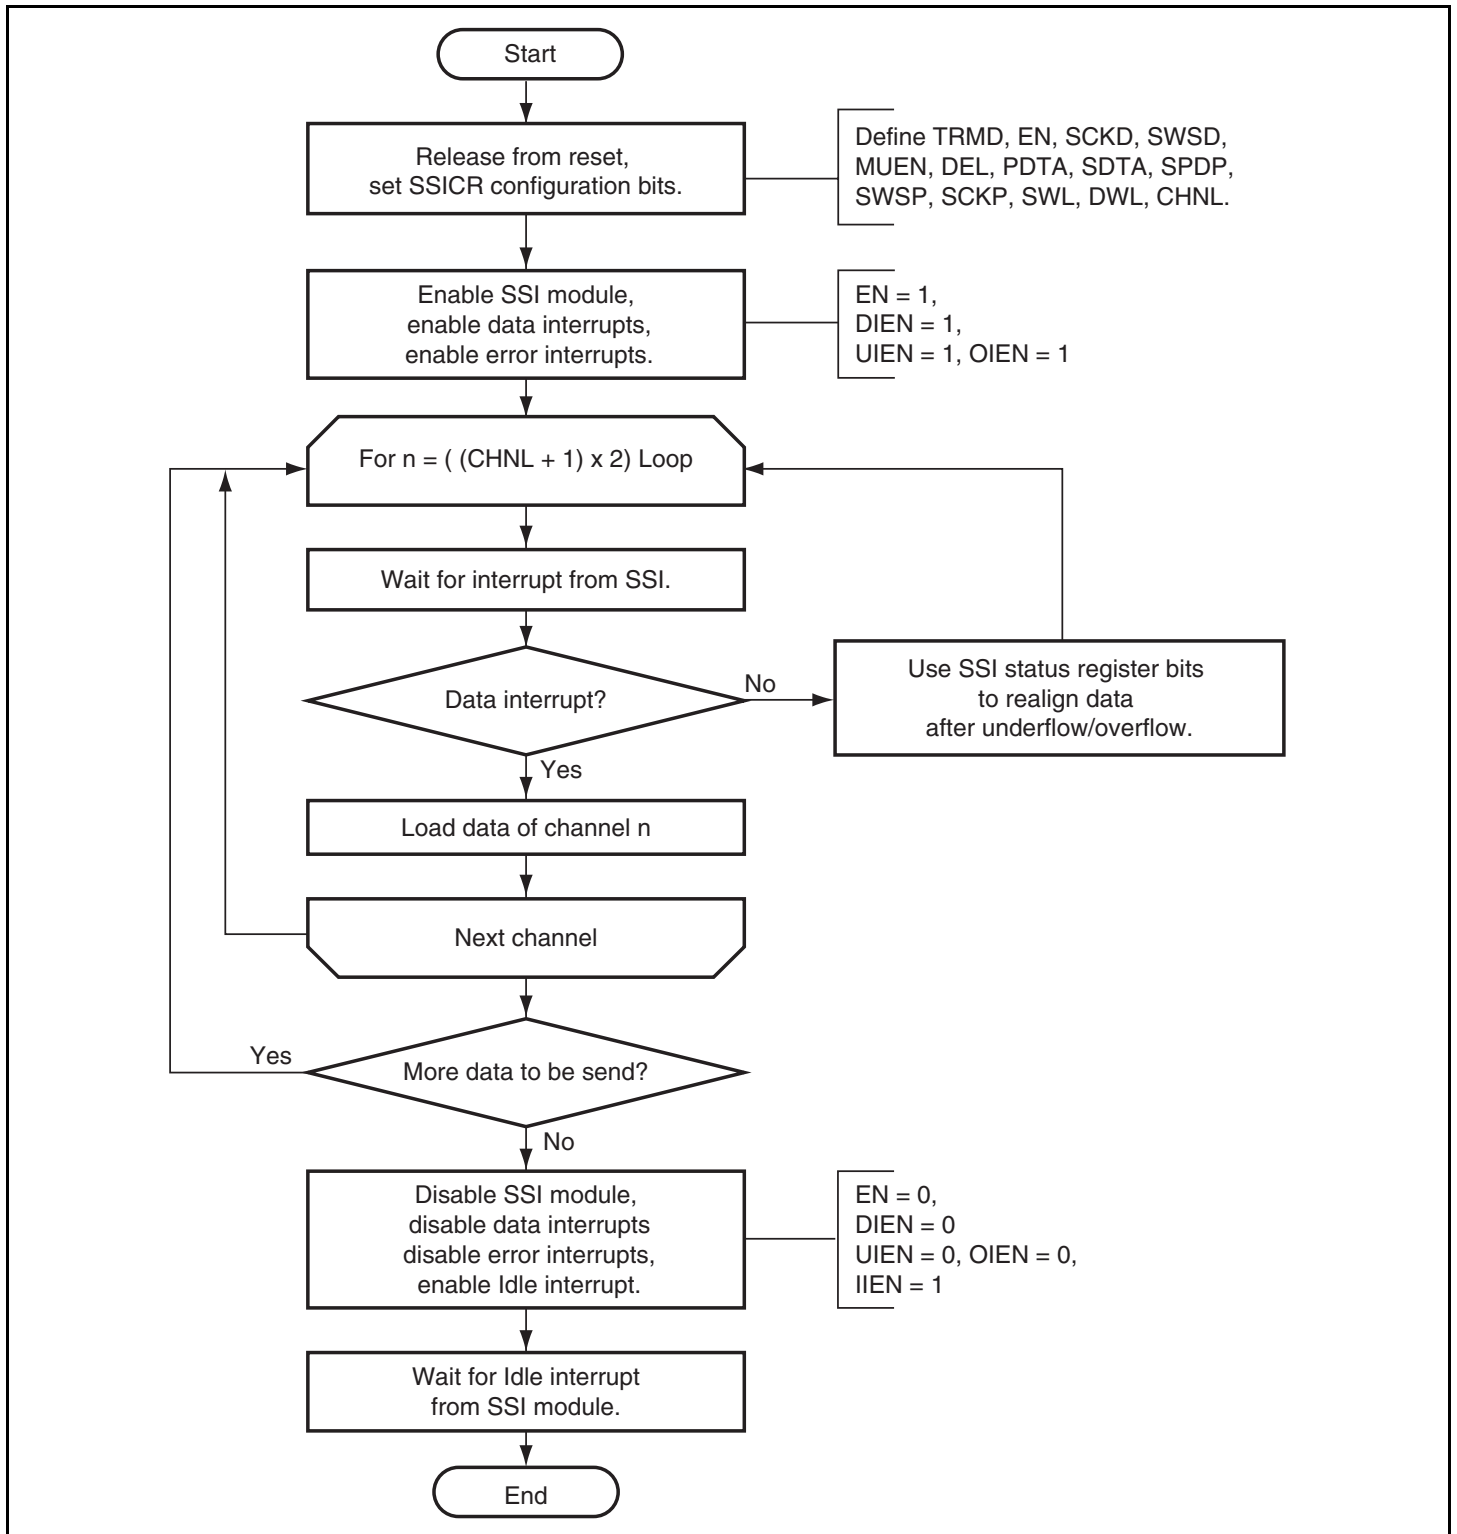 Start
Release from reset,
set SSICR configuration bits.
Define TRMD, EN, SCKD, SWSD,
MUEN, DEL, PDTA, SDTA, SPDP,
SWSP, SCKP, SWL, DWL, CHNL.
Enable SSI module,
enable data interrupts,
enable error interrupts.
EN = 1,
DIEN = 1,
UIEN = 1, OIEN = 1
For n = ( (CHNL + 1) x 2) Loop
Wait for interrupt from SSI.
Data interrupt?
No
Use SSI status register bits
to realign data
after underflow/overflow.
Yes
Load data of channel n
Next channel
Yes
More data to be send?
No
Disable SSI module,
disable data interrupts
disable error interrupts,
enable Idle interrupt.
EN = 0,
DIEN = 0
UIEN = 0, OIEN = 0,
IIEN = 1
Wait for Idle interrupt
from SSI module.
End